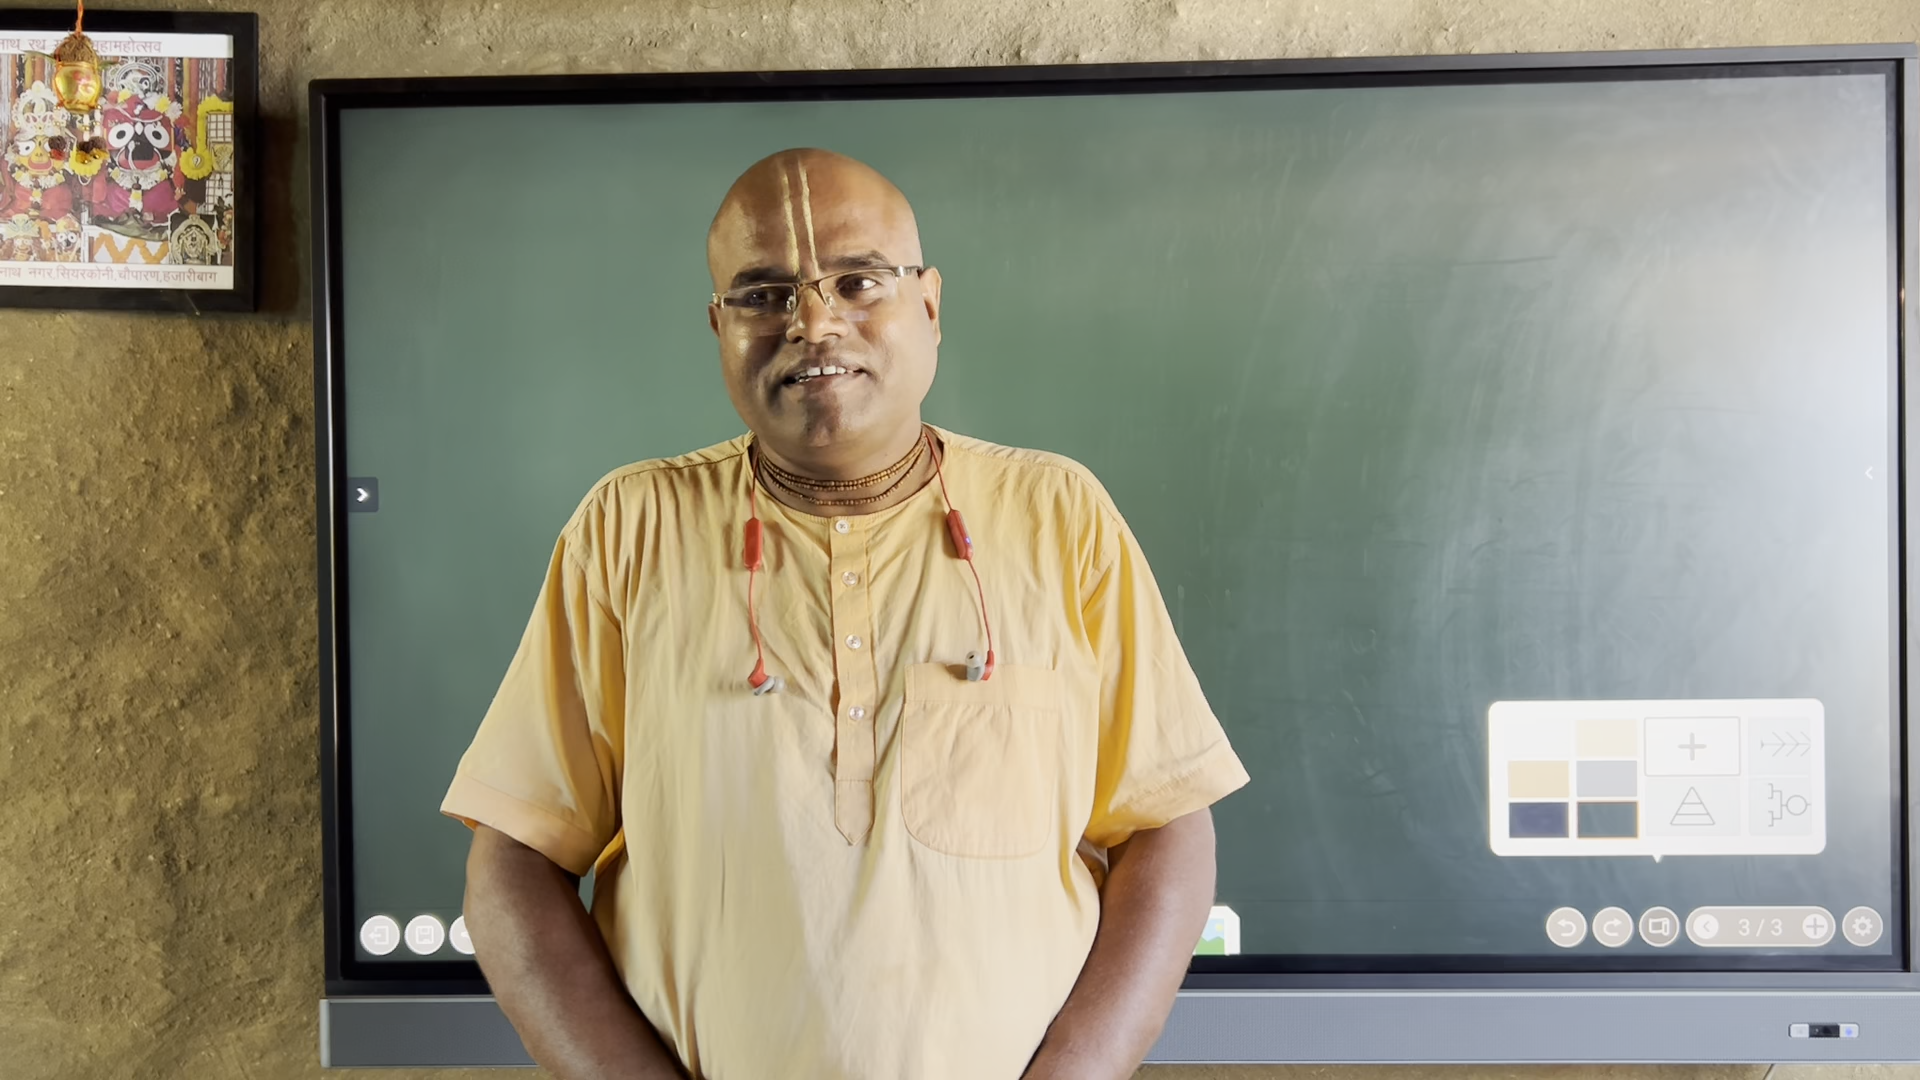 नाथ रथ महामहोत्सव
नाथ नगर,सियरकोनी,चौपारण,हजारीबाग
3 / 3